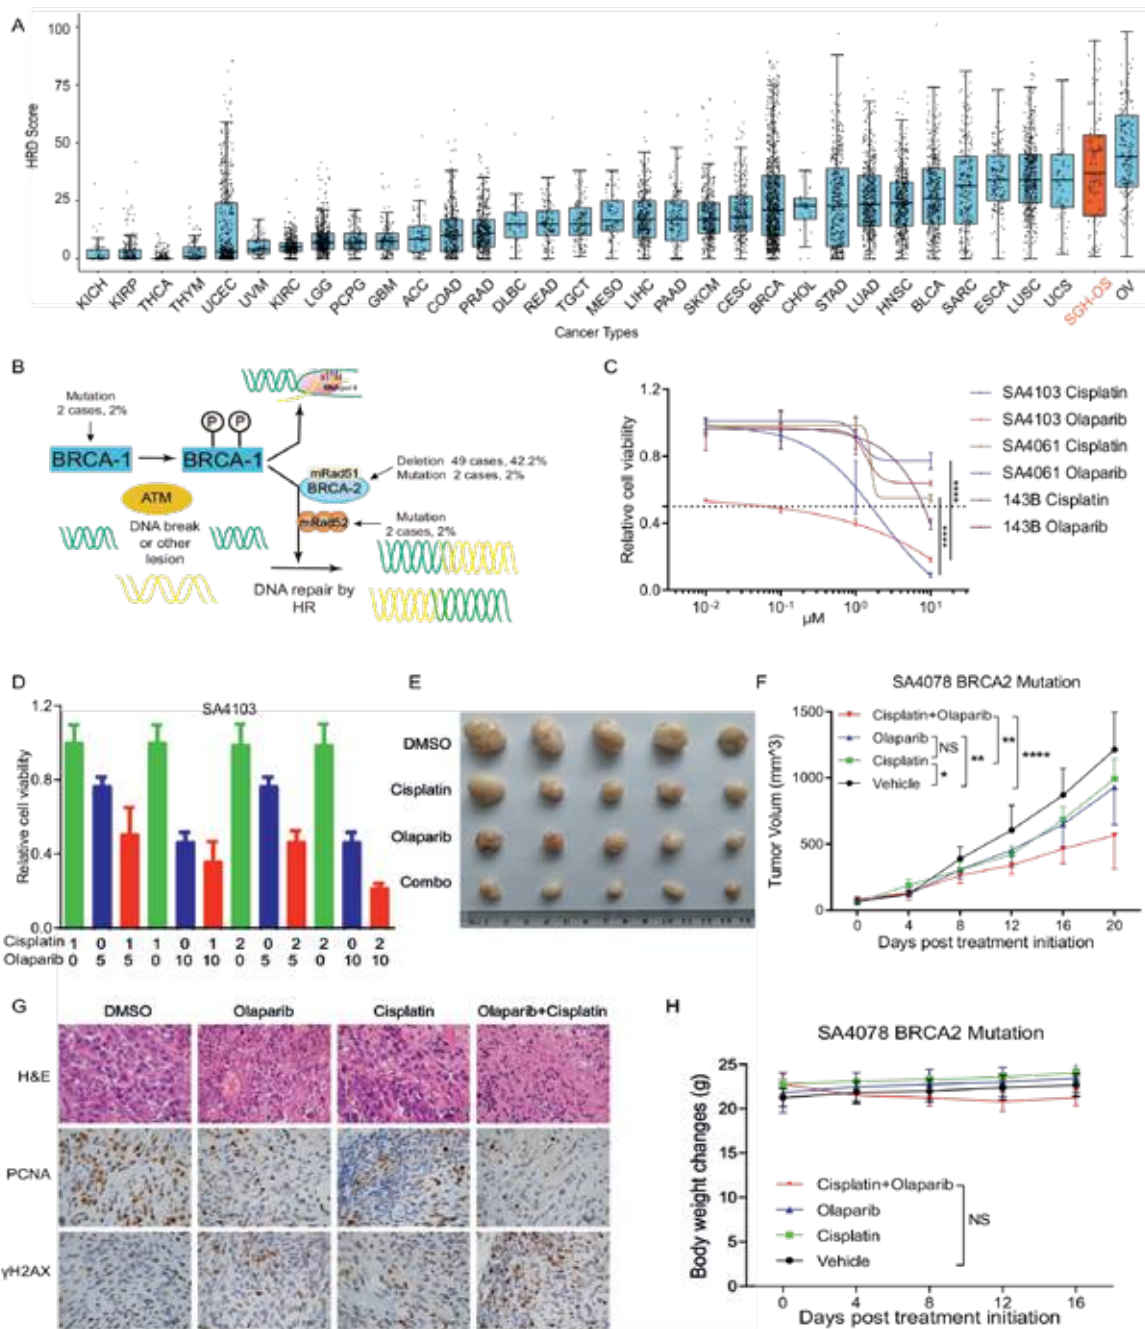 A
HRD Score
100
75
50
25
0
KICH KIRP THCA THYM UCEC UVM KIRC LGG PCPG GBM ACC COAD PRAD DLBC READ TGCT MESO LIHC PAAD SKCM CESC BRCA CHOL STAD LUAD HNSC BLCA SARC ESCA LUSC UCS SGH-OS OV
Cancer Types
B
Mutation
2 cases, 2%
BRCA-1
P P
BRCA-1
ATM
DNA break
or other
lesion
mRad51
BRCA-2
mRad52
Deletion 49 cases, 42.2%
Mutation 2 cases, 2%
Mutation
2 cases, 2%
DNA repair by
HR
C
Relative cell viability
1.2
0.8
0.4
0.0
10-2 10-1 100 101
µM
SA4103 Cisplatin
SA4103 Olaparib
SA4061 Cisplatin
SA4061 Olaparib
143B Cisplatin
143B Olaparib
****
****
D
SA4103
Relative cell viability
1.2
0.8
0.4
0.0
Cisplatin 1 0 1 1 0 1 2 0 2 2 0 2
Olaparib 0 5 5 0 10 10 0 5 5 0 10 10
E
DMSO
Cisplatin
Olaparib
Combo
F
SA4078 BRCA2 Mutation
Tumor Volum (mm^3)
1500
1000
500
0
Cisplatin+Olaparib
Olaparib
Cisplatin
Vehicle
NS
*
**
**
****
0 4 8 12 16 20
Days post treatment initiation
G
DMSO Olaparib Cisplatin Olaparib+Cisplatin
H&E
PCNA
γH2AX
H
SA4078 BRCA2 Mutation
Body weight changes (g)
25
20
15
10
5
0
Cisplatin+Olaparib
Olaparib
Cisplatin
Vehicle
NS
0 4 8 12 16
Days post treatment initiation